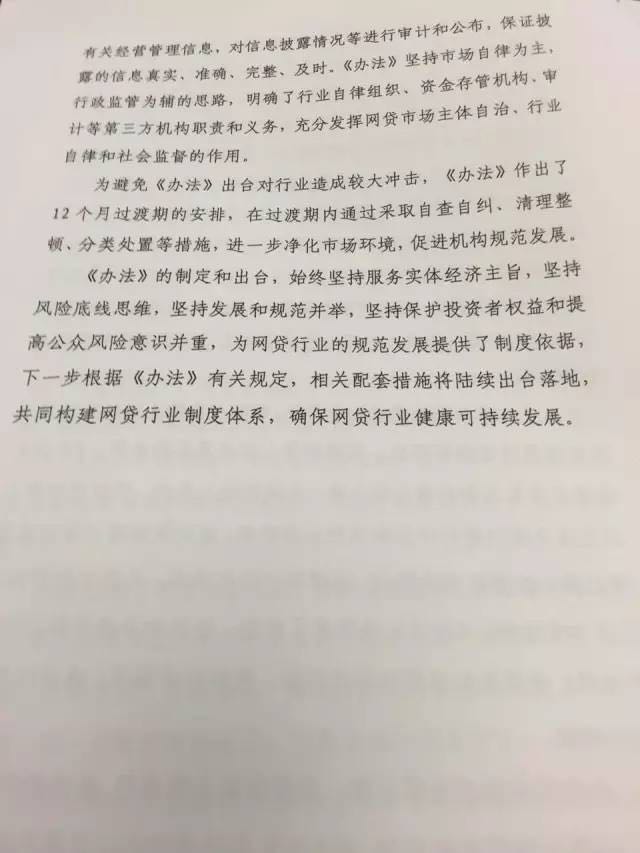 有关经营管理信息，对信息披露情况等进行审计和公布，保证披
露的信息真实、准确、完整、及时。《办法》坚持市场自律为主，
行政监管为辅的思路，明确了行业自律组织、资金存管机构、审
计等第三方机构职责和义务，充分发挥网贷市场主体自治、行业
自律和社会监督的作用。
为避免《办法》出台对行业造成较大冲击，《办法》作出了
12个月过渡期的安排，在过渡期内通过采取自查自纠、清理整
顿、分类处置等措施，进一步净化市场环境，促进机构规范发展。
《办法》的制定和出台，始终坚持服务实体经济主旨，坚持
风险底线思维，坚持发展和规范并举，坚持保护投资者权益和提
高公众风险意识并重，为网贷行业的规范发展提供了制度依据，
下一步根据《办法》有关规定，相关配套措施将陆续出台落地，
共同构建网贷行业制度体系，确保网贷行业健康可持续发展。